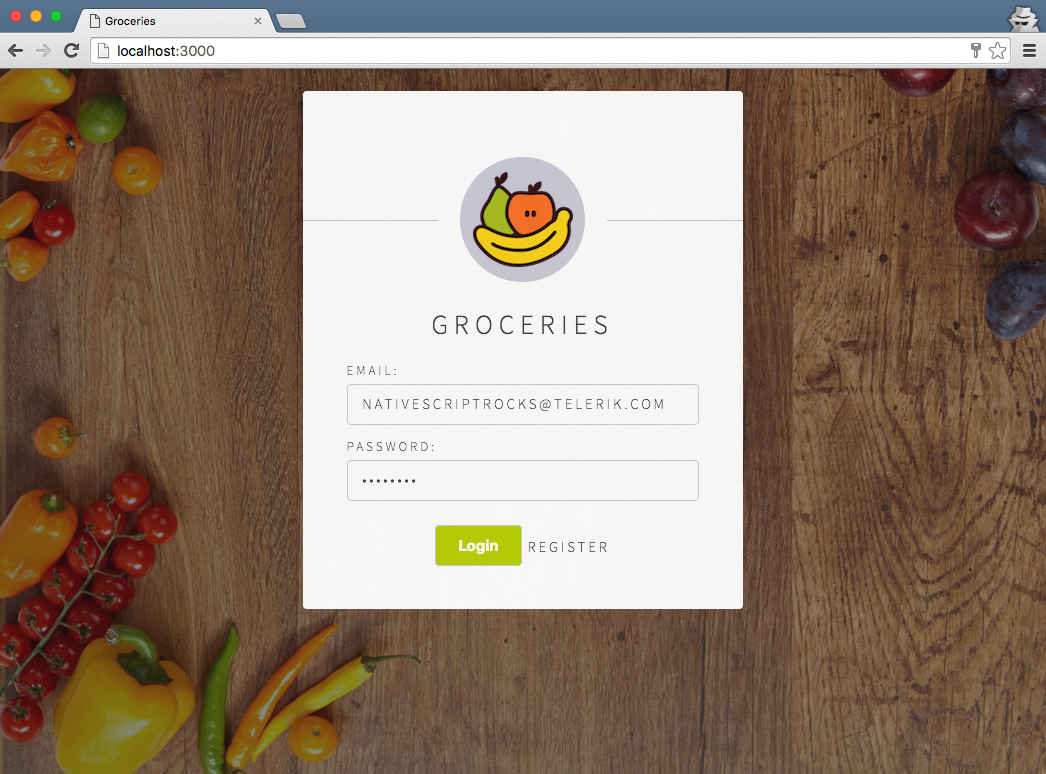 Groceries
localhost:3000
GROCERIES
EMAIL:
NATIVESCRIPTROCKS@TELERIK.COM
PASSWORD:
••••••••
Login REGISTER